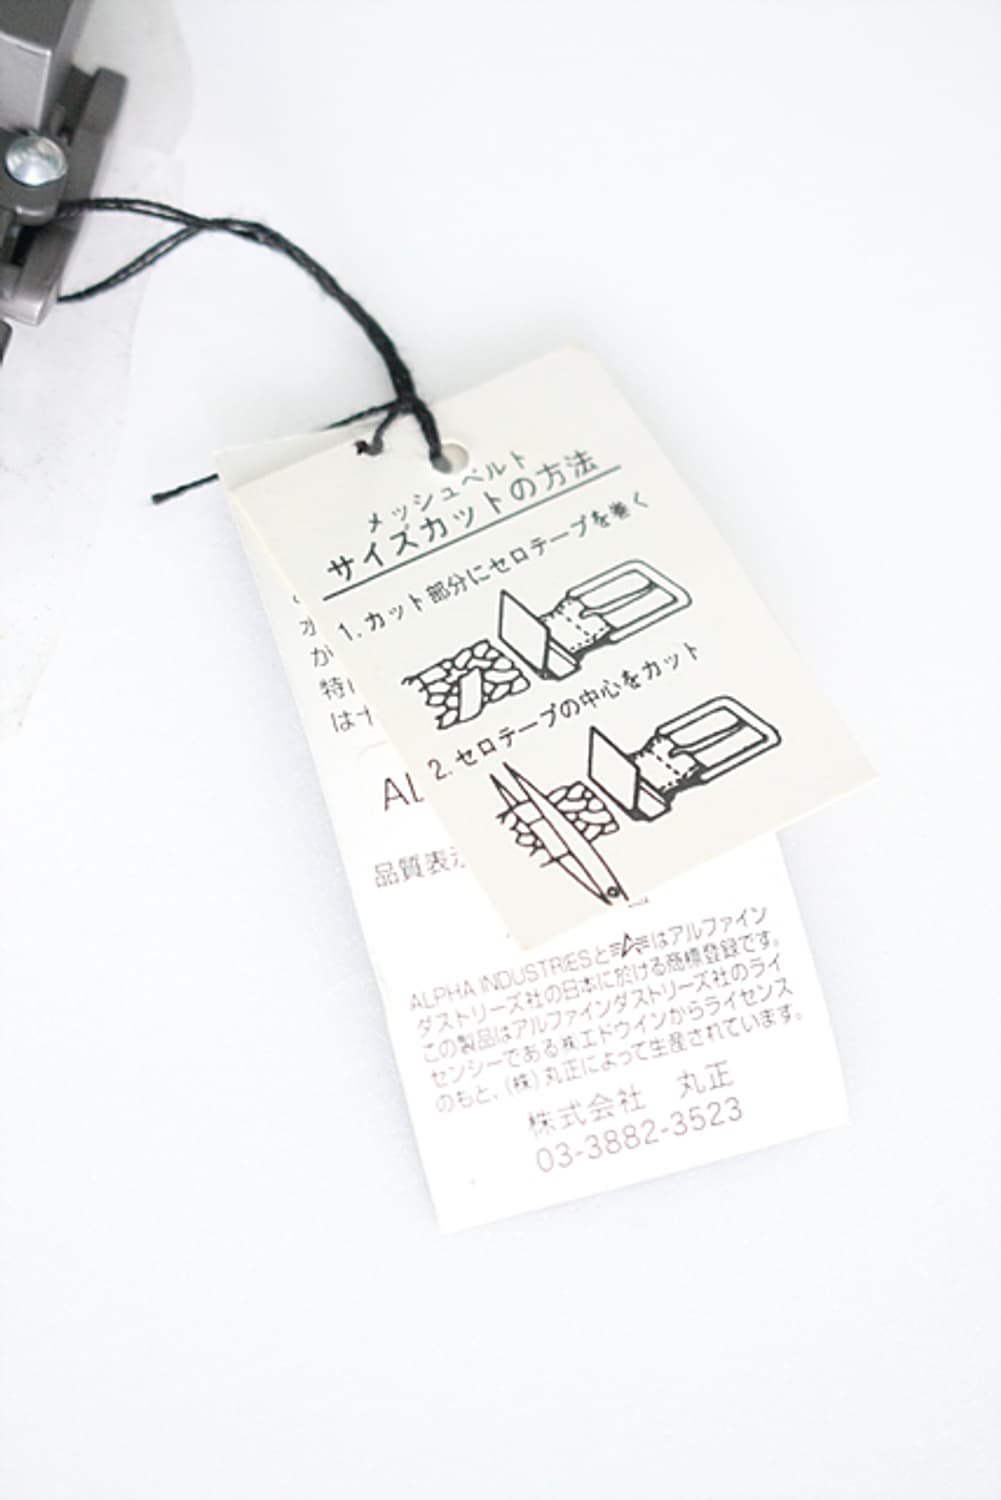 メッシュベルト
サイズカットの方法
1. カット部分にセロテープを巻く
2. セロテープの中心をカット
水
が
特に
はす
AL
品質表示
ALPHA INDUSTRIESとはアルファイン
ダストリーズ社の日本に於ける商標登録です。
この製品はアルファインダストリーズ社のライ
センシーである㈱エドウインからライセンス
のもと、(株)丸正によって生産されています。
株式会社 丸正
03-3882-3523